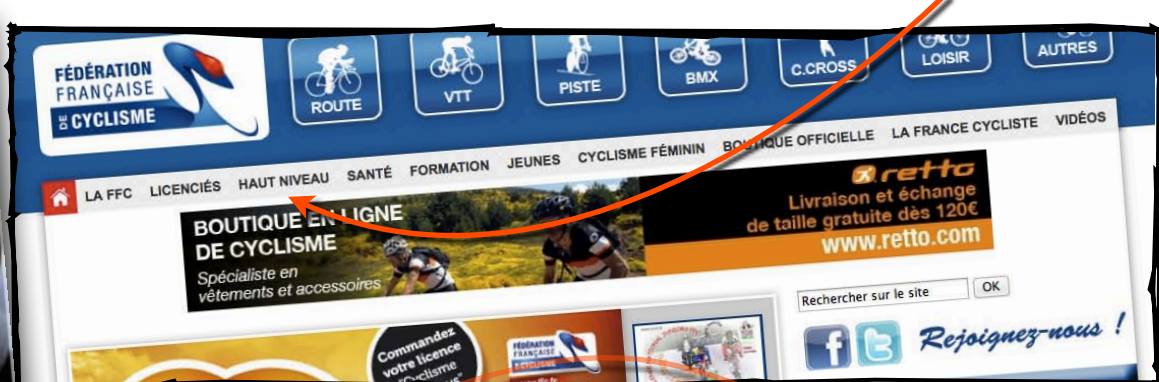 FÉDÉRATION
FRANÇAISE
DE CYCLISME
ROUTE
VTT
PISTE
BMX
C.CROSS
LOISIR
AUTRES
LA FFC LICENCIÉS HAUT NIVEAU SANTÉ FORMATION JEUNES CYCLISME FÉMININ BOUTIQUE OFFICIELLE LA FRANCE CYCLISTE VIDÉOS
BOUTIQUE EN LIGNE
DE CYCLISME
Spécialiste en
vêtements et accessoires
retto
Livraison et échange
de taille gratuite dès 120€
www.retto.com
Rechercher sur le site OK
Rejoignez-nous !
Commandez
votre licence
"Cyclisme
FÉDÉRATION
FRANÇAISE
DE CYCLISME